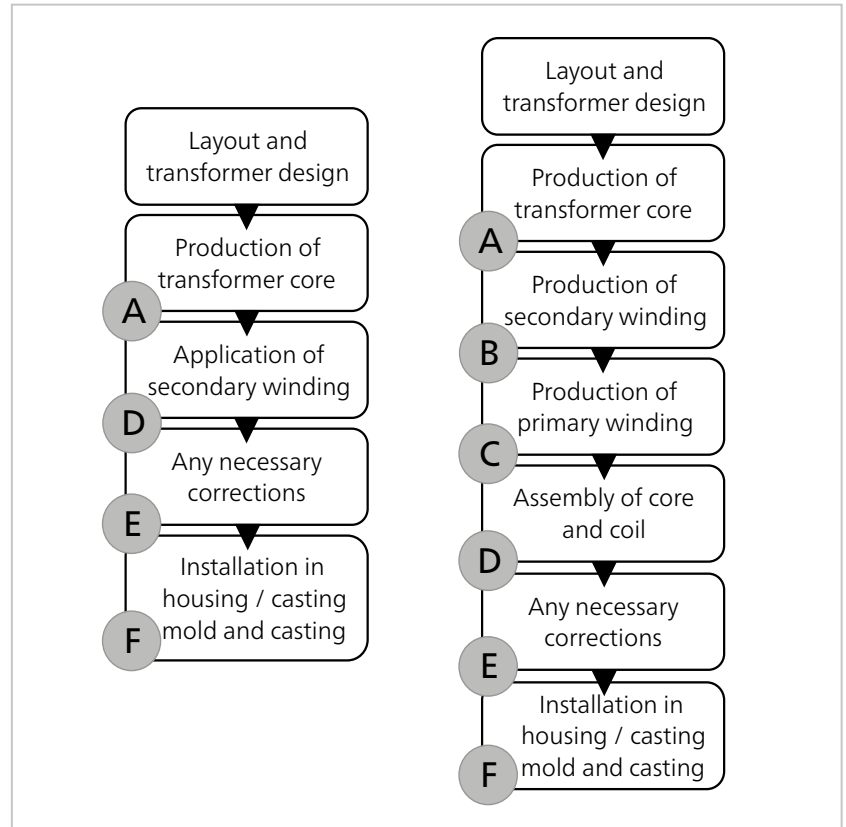 Layout and
transformer design
Production of
transformer core
A
Application of
secondary winding
D
Any necessary
corrections
E
Installation in
housing / casting
mold and casting
F
Layout and
transformer design
Production of
transformer core
A
Production of
secondary winding
B
Production of
primary winding
C
Assembly of core
and coil
D
Any necessary
corrections
E
Installation in
housing / casting
mold and casting
F